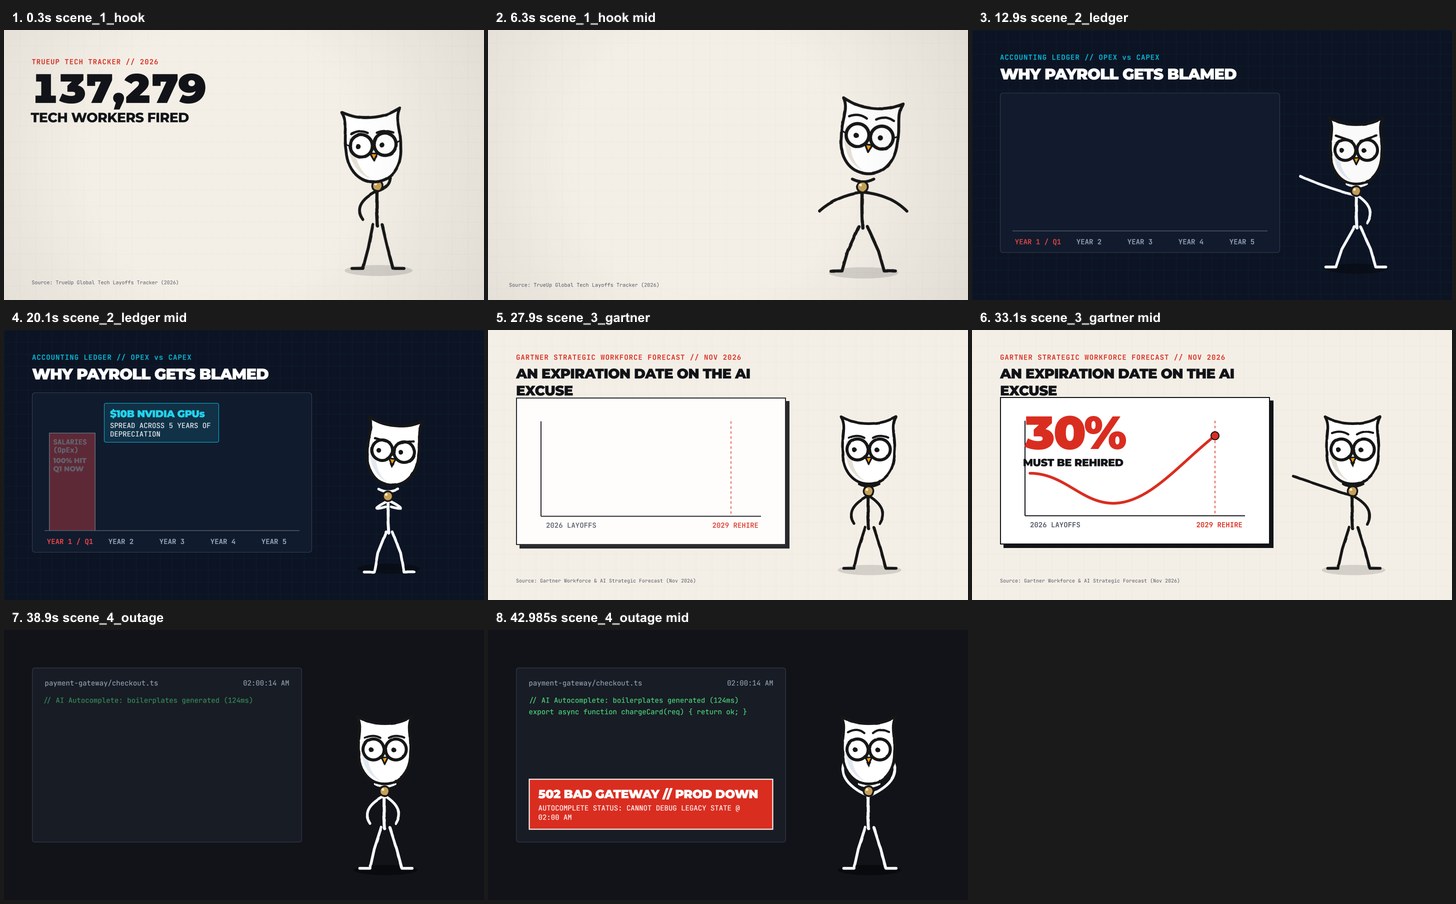 1. 0.3s scene_1_hook
TRUEUP TECH TRACKER // 2026
137,279
TECH WORKERS FIRED
Source: TrueUp Global Tech Layoffs Tracker (2026)
2. 6.3s scene_1_hook mid
Source: TrueUp Global Tech Layoffs Tracker (2026)
3. 12.9s scene_2_ledger
ACCOUNTING LEDGER // OPEX vs CAPEX
WHY PAYROLL GETS BLAMED
YEAR 1 / Q1 YEAR 2 YEAR 3 YEAR 4 YEAR 5
4. 20.1s scene_2_ledger mid
ACCOUNTING LEDGER // OPEX vs CAPEX
WHY PAYROLL GETS BLAMED
$10B NVIDIA GPUs
SPREAD ACROSS 5 YEARS OF
DEPRECIATION
SALARIES
(OpEx)
100% HIT
Q1 NOW
YEAR 1 / Q1 YEAR 2 YEAR 3 YEAR 4 YEAR 5
5. 27.9s scene_3_gartner
GARTNER STRATEGIC WORKFORCE FORECAST // NOV 2026
AN EXPIRATION DATE ON THE AI
EXCUSE
2026 LAYOFFS 2029 REHIRE
Source: Gartner Workforce & AI Strategic Forecast (Nov 2026)
6. 33.1s scene_3_gartner mid
GARTNER STRATEGIC WORKFORCE FORECAST // NOV 2026
AN EXPIRATION DATE ON THE AI
EXCUSE
30%
MUST BE REHIRED
2026 LAYOFFS 2029 REHIRE
Source: Gartner Workforce & AI Strategic Forecast (Nov 2026)
7. 38.9s scene_4_outage
payment-gateway/checkout.ts 02:00:14 AM
// AI Autocomplete: boilerplates generated (124ms)
8. 42.985s scene_4_outage mid
payment-gateway/checkout.ts 02:00:14 AM
// AI Autocomplete: boilerplates generated (124ms)
export async function chargeCard(req) { return ok; }
502 BAD GATEWAY // PROD DOWN
AUTOCOMPLETE STATUS: CANNOT DEBUG LEGACY STATE @
02:00 AM